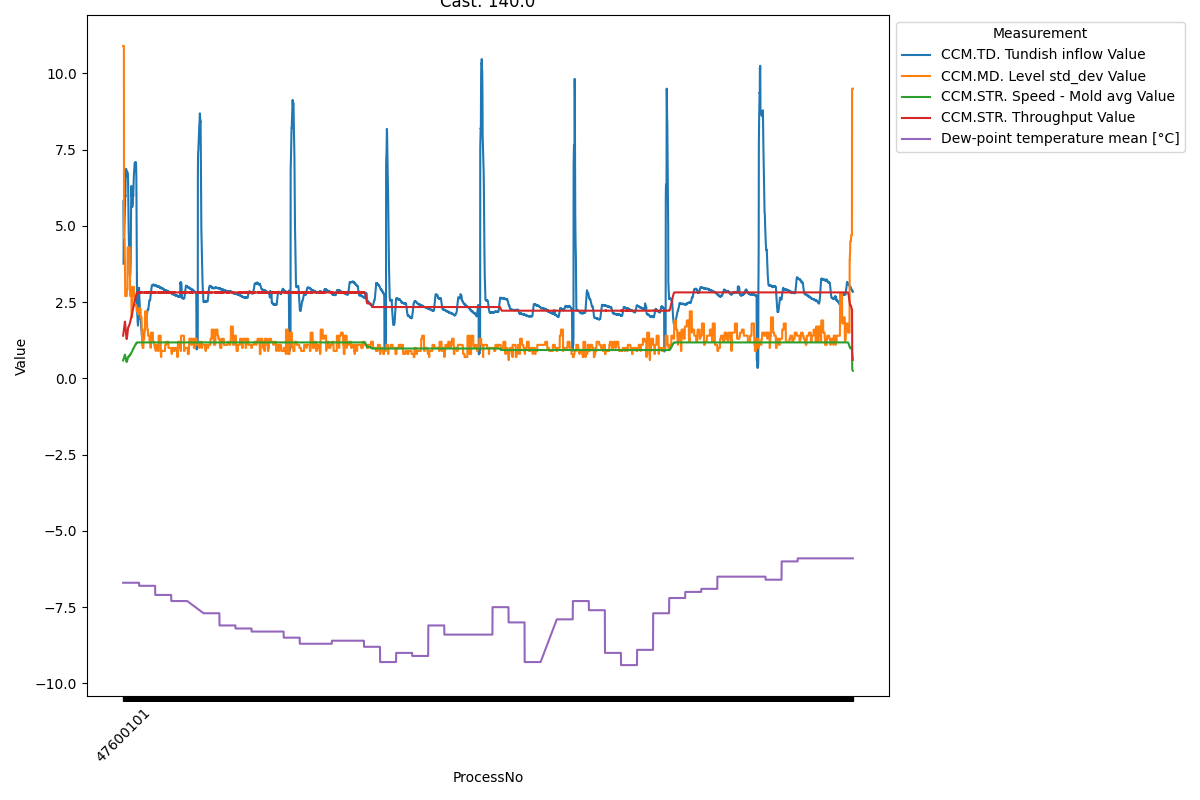 Cast: 140.0
Measurement
CCM.TD. Tundish inflow Value
CCM.MD. Level std_dev Value
CCM.STR. Speed - Mold avg Value
CCM.STR. Throughput Value
Dew-point temperature mean [°C]
10.0
7.5
5.0
2.5
0.0
−2.5
−5.0
−7.5
−10.0
Value
47600101
ProcessNo